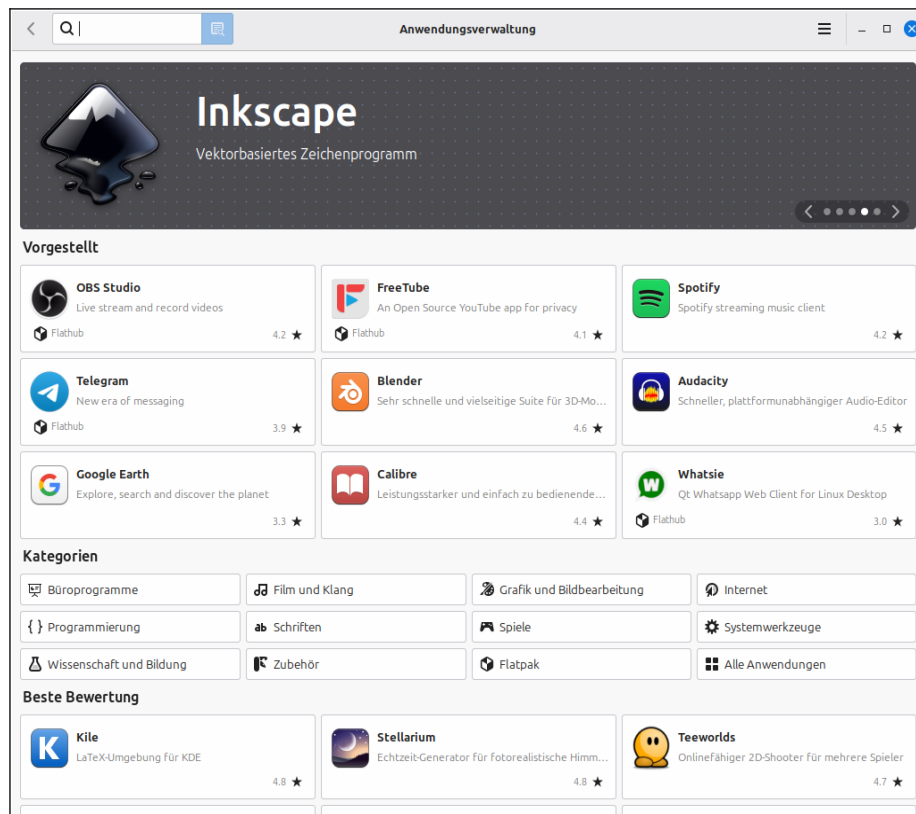 Anwendungsverwaltung
Inkscape
Vektorbasiertes Zeichenprogramm
Vorgestellt
OBS Studio
Live stream and record videos
Flathub
4.2 ★
FreeTube
An Open Source YouTube app for privacy
Flathub
4.1 ★
Spotify
Spotify streaming music client
4.2 ★
Telegram
New era of messaging
Flathub
3.9 ★
Blender
Sehr schnelle und vielseitige Suite für 3D-Mo...
4.6 ★
Audacity
Schneller, plattformunabhängiger Audio-Editor
4.5 ★
Google Earth
Explore, search and discover the planet
3.3 ★
Calibre
Leistungsstarker und einfach zu bedienende...
4.4 ★
Whatsie
Qt Whatsapp Web Client for Linux Desktop
Flathub
3.0 ★
Kategorien
Büroprogramme
Film und Klang
Grafik und Bildbearbeitung
Internet
{ } Programmierung
ab Schriften
Spiele
Systemwerkzeuge
Wissenschaft und Bildung
Zubehör
Flatpak
Alle Anwendungen
Beste Bewertung
Kile
LaTeX-Umgebung für KDE
4.8 ★
Stellarium
Echtzeit-Generator für fotorealistische Himm...
4.8 ★
Teeworlds
Onlinefähiger 2D-Shooter für mehrere Spieler
4.7 ★